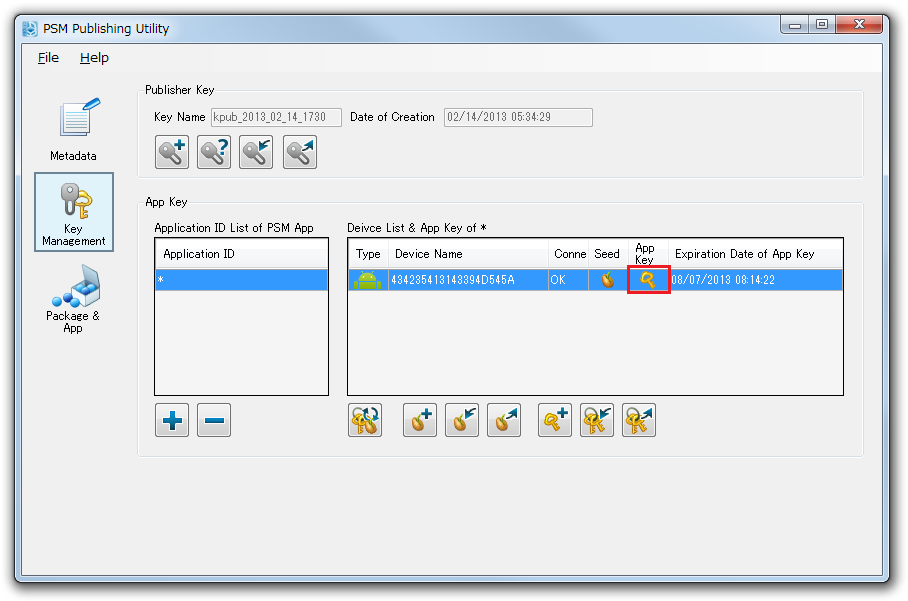 PSM Publishing Utility
File Help
Publisher Key
Key Name kpub_2013_02_14_1730 Date of Creation 02/14/2013 05:34:29
Metadata
Key
Management
Package &
App
App Key
Application ID List of PSM App
Application ID
*
Deivce List & App Key of *
Type Device Name Conne Seed App Key Expiration Date of App Key
434235413143394D545A OK 08/07/2013 08:14:22